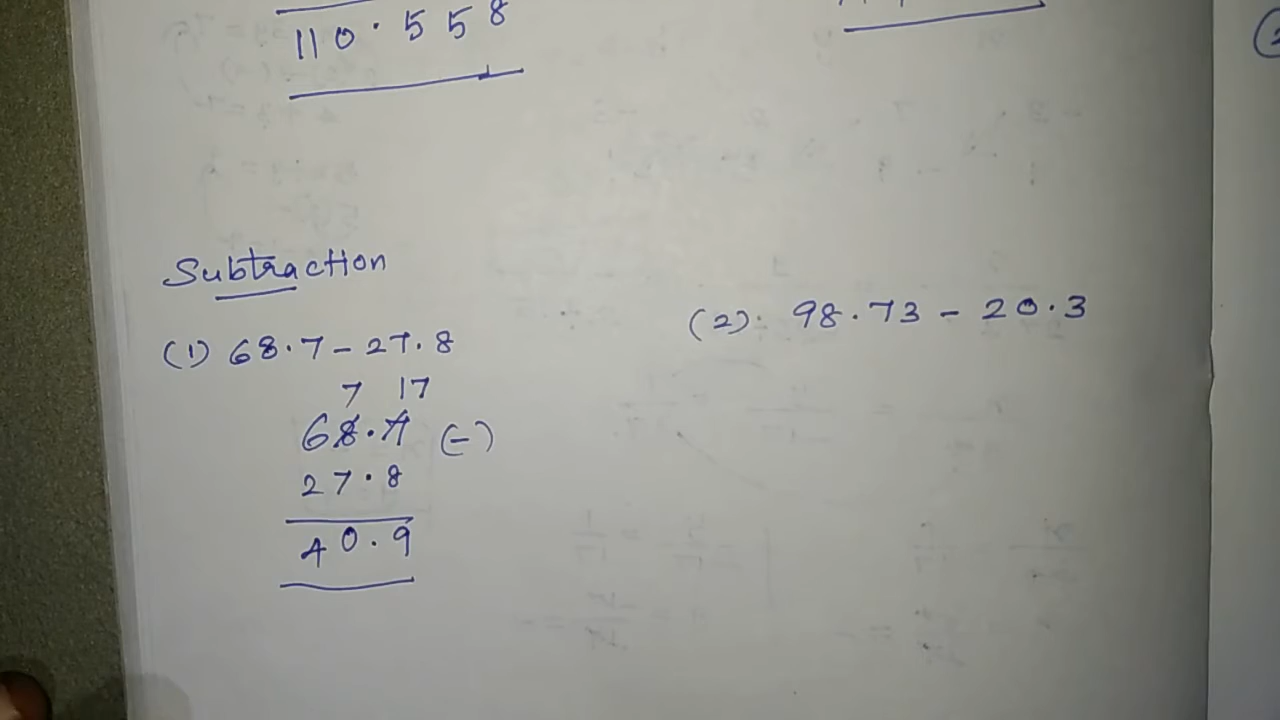 110.558
Subtraction
(1) 68.7 - 27.8
7 17
68.7 (-)
27.8
40.9
(2). 98.73 - 20.3